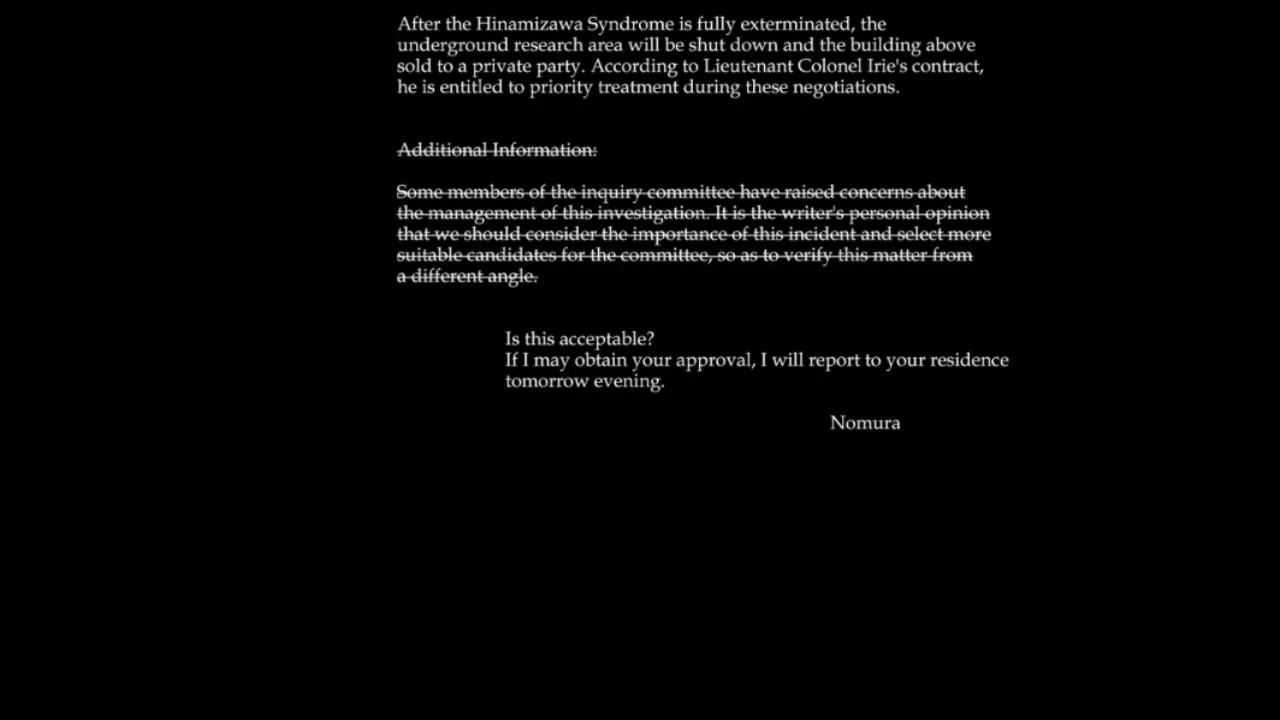 After the Hinamizawa Syndrome is fully exterminated, the
underground research area will be shut down and the building above
sold to a private party. According to Lieutenant Colonel Irie's contract,
he is entitled to priority treatment during these negotiations.
Additional Information:
Some members of the inquiry committee have raised concerns about
the management of this investigation. It is the writer's personal opinion
that we should consider the importance of this incident and select more
suitable candidates for the committee, so as to verify this matter from
a different angle.
Is this acceptable?
If I may obtain your approval, I will report to your residence
tomorrow evening.
Nomura